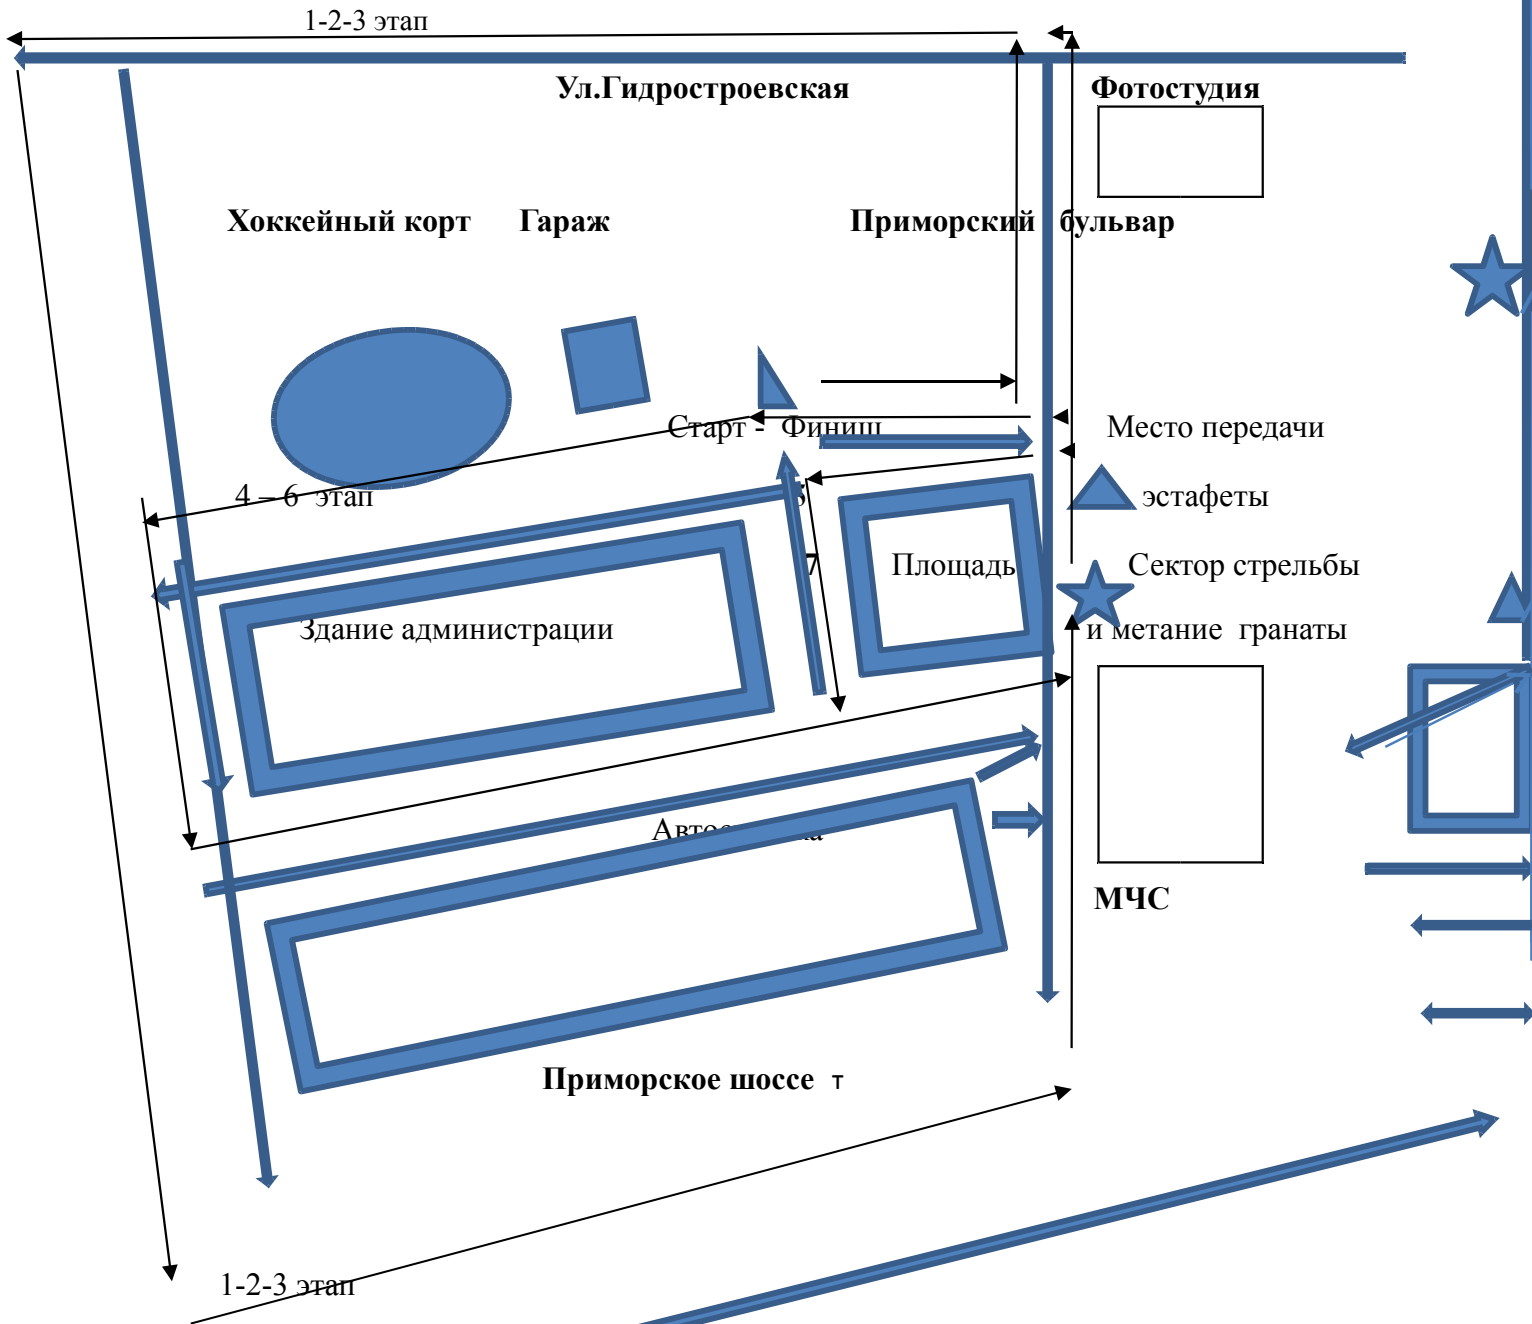 1-2-3 этап
Ул.Гидростроевская
Фотостудия
Хоккейный корт Гараж Приморский бульвар
Старт - Финиш Место передачи
4 – 6 этап эстафеты
7 Площадь Сектор стрельбы
Здание администрации и метание гранаты
МЧС
Приморское шоссе т
1-2-3 этап